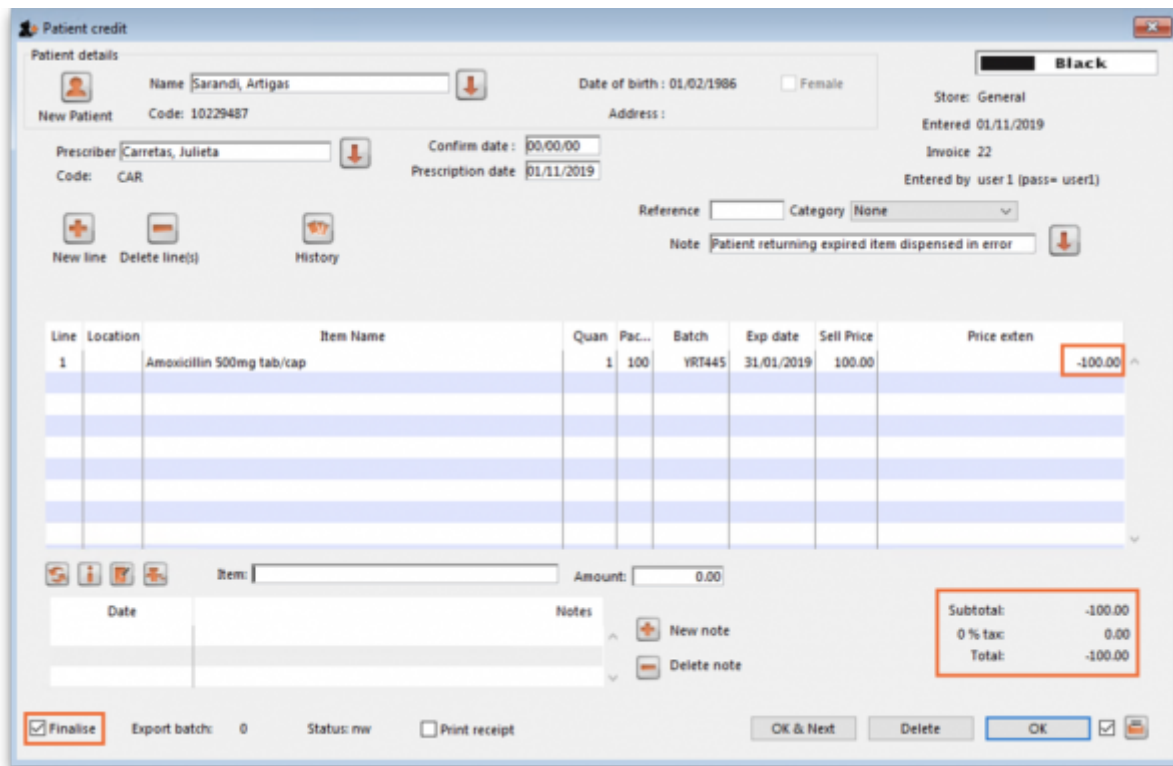 Patient credit
Patient details
Black
Name Sarandi, Artigas
Date of birth : 01/02/1986
Female
Store: General
New Patient
Code: 10229487
Address :
Entered 01/11/2019
Prescriber Carretas, Julieta
Confirm date : 00/00/00
Invoice 22
Code: CAR
Prescription date 01/11/2019
Entered by user1 (pass= user1)
Reference
Category None
Note Patient returning expired item dispensed in error
New line Delete line(s) History
Line Location Item Name Quan Pac... Batch Exp date Sell Price Price exten
1 Amoxicillin 500mg tab/cap 1 100 YRT445 31/01/2019 100.00 -100.00
Item:
Amount: 0.00
Date Notes
New note
Delete note
Subtotal: -100.00
0 % tax: 0.00
Total: -100.00
Finalise Export batch: 0 Status: nw Print receipt OK & Next Delete OK